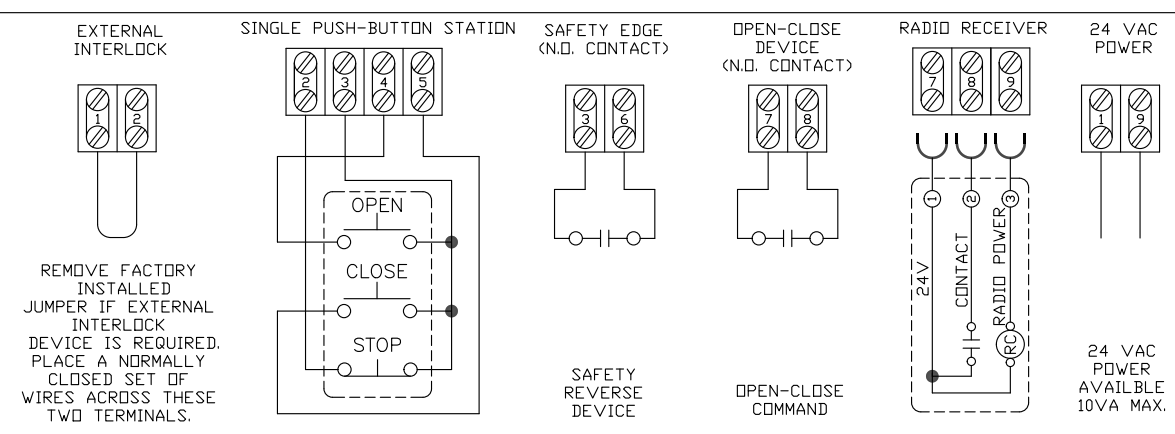 EXTERNAL
INTERLOCK
1 2
REMOVE FACTORY
INSTALLED
JUMPER IF EXTERNAL
INTERLOCK
DEVICE IS REQUIRED.
PLACE A NORMALLY
CLOSED SET OF
WIRES ACROSS THESE
TWO TERMINALS.
SINGLE PUSH-BUTTON STATION
2 3 4 5
OPEN
CLOSE
STOP
SAFETY EDGE
(N.O. CONTACT)
3 6
SAFETY
REVERSE
DEVICE
OPEN-CLOSE
DEVICE
(N.O. CONTACT)
7 8
OPEN-CLOSE
COMMAND
RADIO RECEIVER
7 8 9
1 2 3
24V
CONTACT
RADIO POWER
RC
24 VAC
POWER
1 9
24 VAC
POWER
AVAILBLE
10VA MAX.